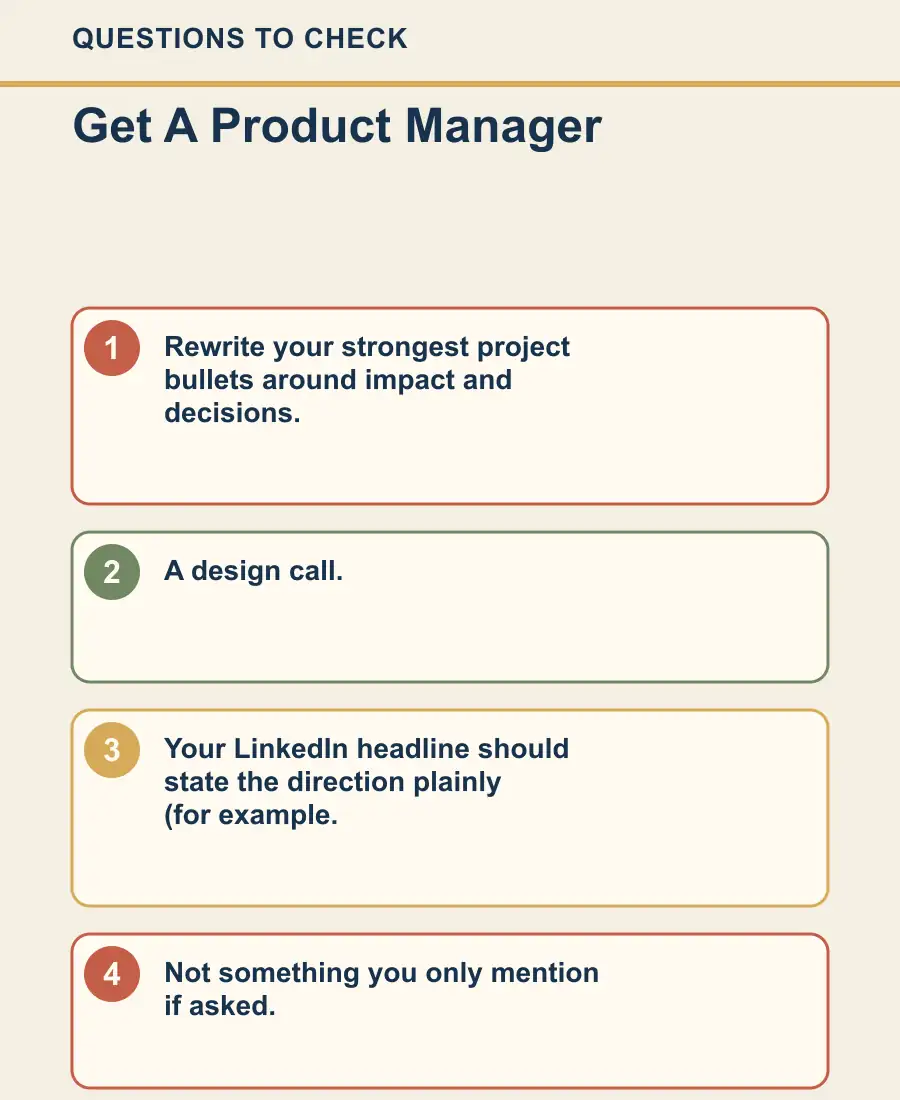 QUESTIONS TO CHECK
Get A Product Manager
1
Rewrite your strongest project
bullets around impact and
decisions.
2
A design call.
3
Your LinkedIn headline should
state the direction plainly
(for example.
4
Not something you only mention
if asked.